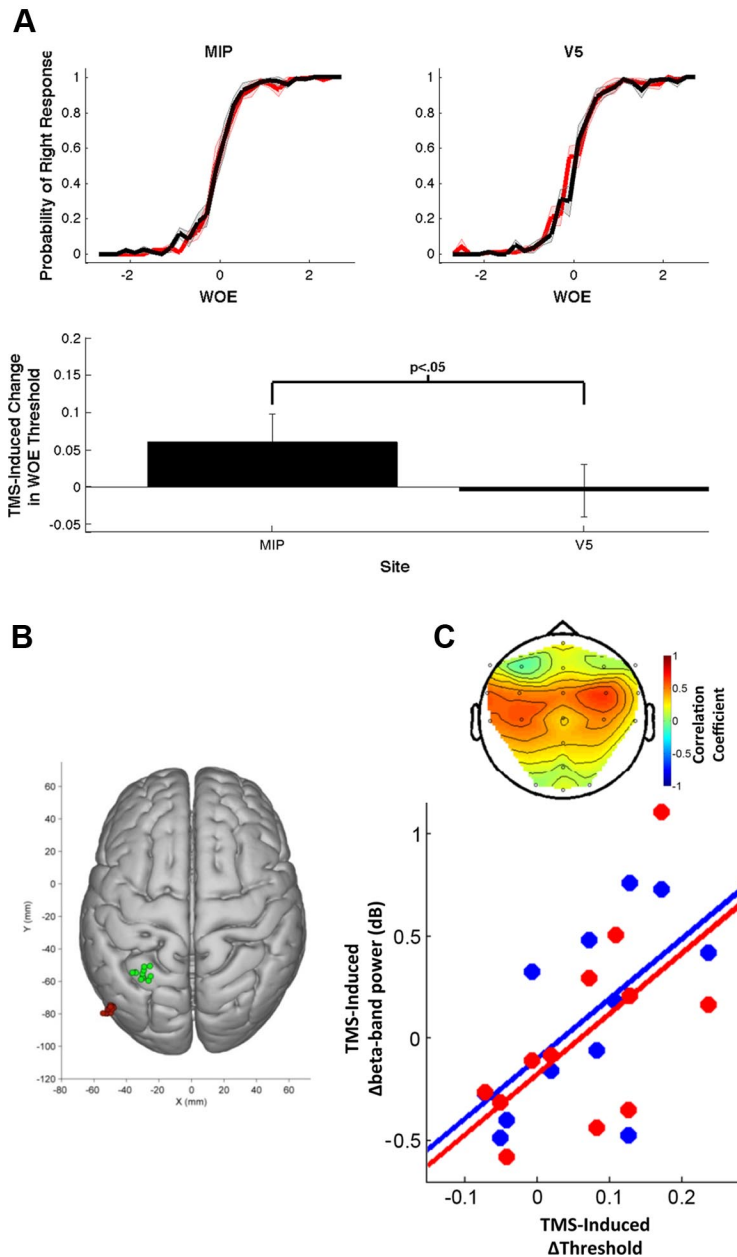 A
MIP
V5
Probability of Right Response
1
0.8
0.6
0.4
0.2
0
-2
0
2
WOE
1
0.8
0.6
0.4
0.2
0
-2
0
2
WOE
TMS-Induced Change
in WOE Threshold
0.2
0.15
0.1
0.05
0
-0.05
p<.05
MIP
V5
Site
B
Y (mm)
80
60
40
20
0
-20
-40
-60
-80
-100
-120
-80
-60
-40
-20
0
20
40
60
X (mm)
C
1
0.5
0
-0.5
-1
Correlation
Coefficient
TMS-Induced
Δbeta-band power (dB)
1
0.5
0
-0.5
-0.1
0
0.1
0.2
TMS-Induced
ΔThreshold